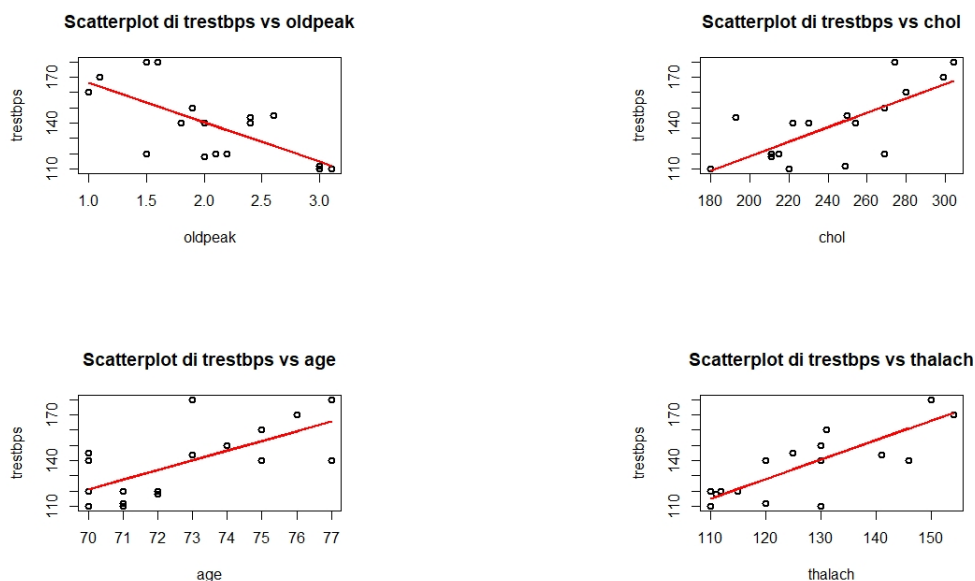 Scatterplot di trestbps vs oldpeak
trestbps
170
140
110
1.0 1.5 2.0 2.5 3.0
oldpeak
Scatterplot di trestbps vs chol
trestbps
170
140
110
180 200 220 240 260 280 300
chol
Scatterplot di trestbps vs age
trestbps
170
140
110
70 71 72 73 74 75 76 77
age
Scatterplot di trestbps vs thalach
trestbps
170
140
110
110 120 130 140 150
thalach